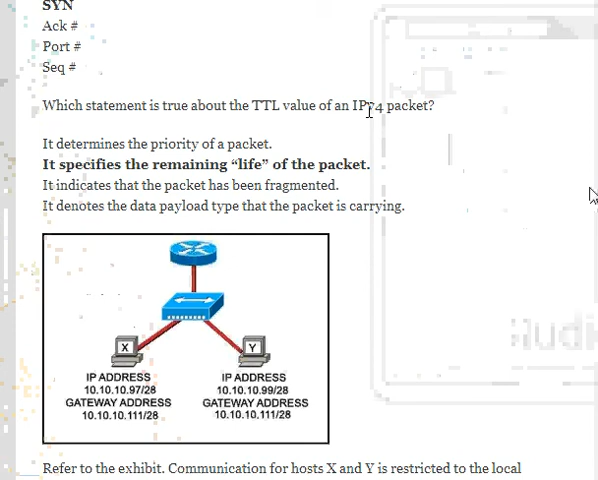 SYN
Ack #
Port #
Seq #
Which statement is true about the TTL value of an IPv4 packet?
It determines the priority of a packet.
It specifies the remaining “life” of the packet.
It indicates that the packet has been fragmented.
It denotes the data payload type that the packet is carrying.
X Y
IP ADDRESS IP ADDRESS
10.10.10.97/28 10.10.10.99/28
GATEWAY ADDRESS GATEWAY ADDRESS
10.10.10.111/28 10.10.10.111/28
Refer to the exhibit. Communication for hosts X and Y is restricted to the local